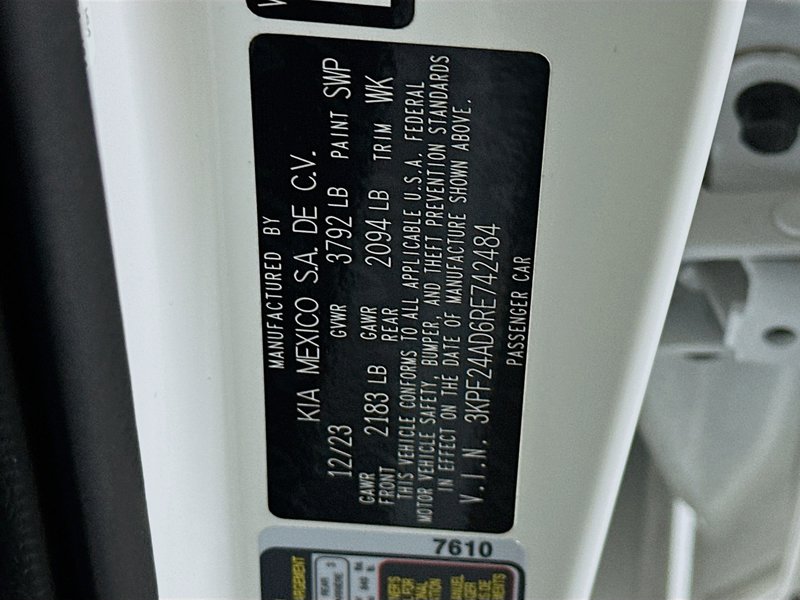 MANUFACTURED BY
KIA MEXICO S.A. DE C.V.
12/23 GVWR 3792 LB PAINT SWP
GAWR FRONT 2183 LB GAWR REAR 2094 LB TRIM WK
THIS VEHICLE CONFORMS TO ALL APPLICABLE U.S.A. FEDERAL
MOTOR VEHICLE SAFETY, BUMPER, AND THEFT PREVENTION STANDARDS
IN EFFECT ON THE DATE OF MANUFACTURE SHOWN ABOVE.
V.I.N. 3KPF24AD6RE742484
PASSENGER CAR
7610
REAR
3